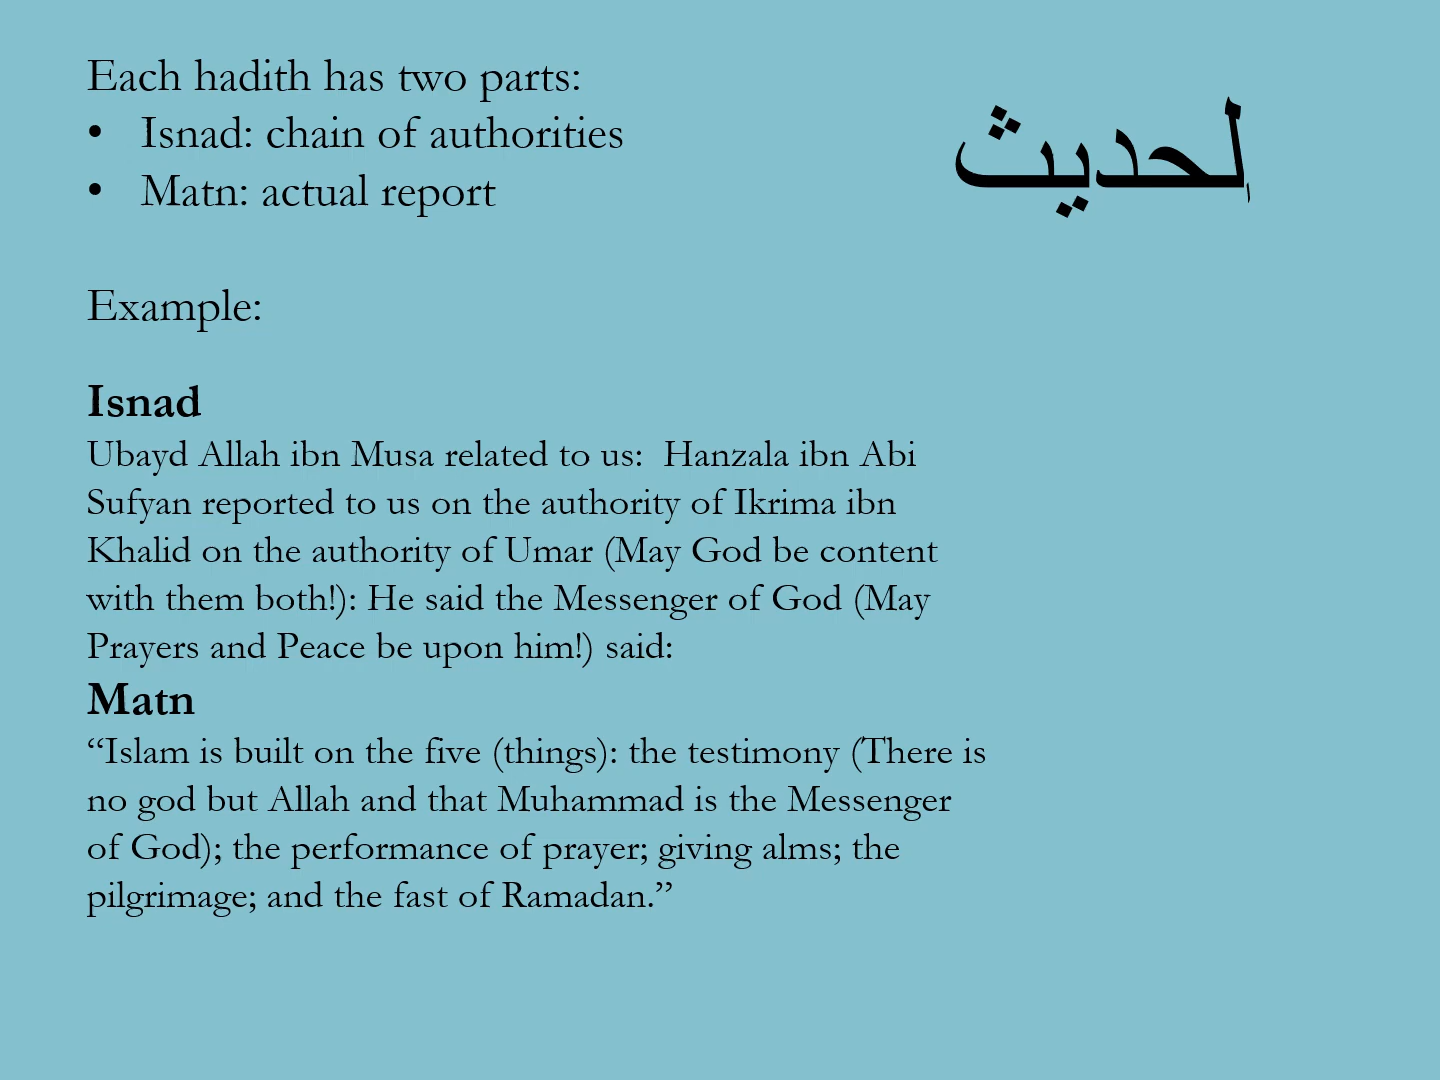 Each hadith has two parts:
• Isnad: chain of authorities
• Matn: actual report
لحديث
Example:
Isnad
Ubayd Allah ibn Musa related to us:  Hanzala ibn Abi
Sufyan reported to us on the authority of Ikrima ibn
Khalid on the authority of Umar (May God be content
with them both!): He said the Messenger of God (May
Prayers and Peace be upon him!) said:
Matn
“Islam is built on the five (things): the testimony (There is
no god but Allah and that Muhammad is the Messenger
of God); the performance of prayer; giving alms; the
pilgrimage; and the fast of Ramadan.”